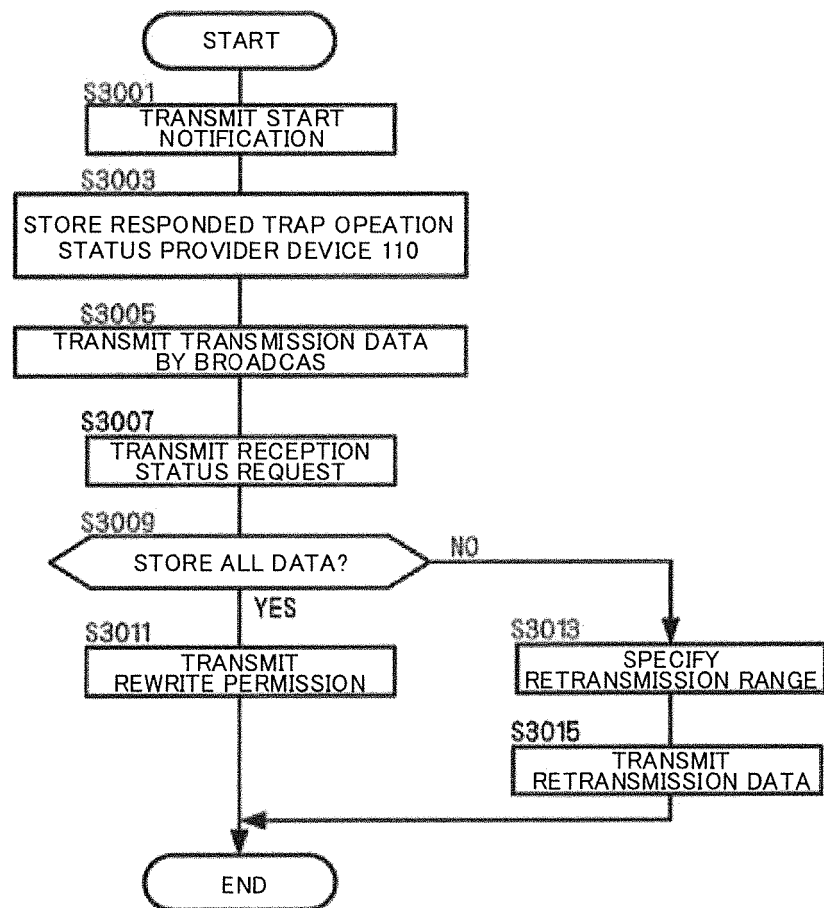 START
S3001
TRANSMIT START
NOTIFICATION
S3003
STORE RESPONDED TRAP OPEATION
STATUS PROVIDER DEVICE 110
S3005
TRANSMIT TRANSMISSION DATA
BY BROADCAS
S3007
TRANSMIT RECEPTION
STATUS REQUEST
S3009
STORE ALL DATA?
NO
YES
S3011
TRANSMIT
REWRITE PERMISSION
S3013
SPECIFY
RETRANSMISSION RANGE
S3015
TRANSMIT
RETRANSMISSION DATA
END